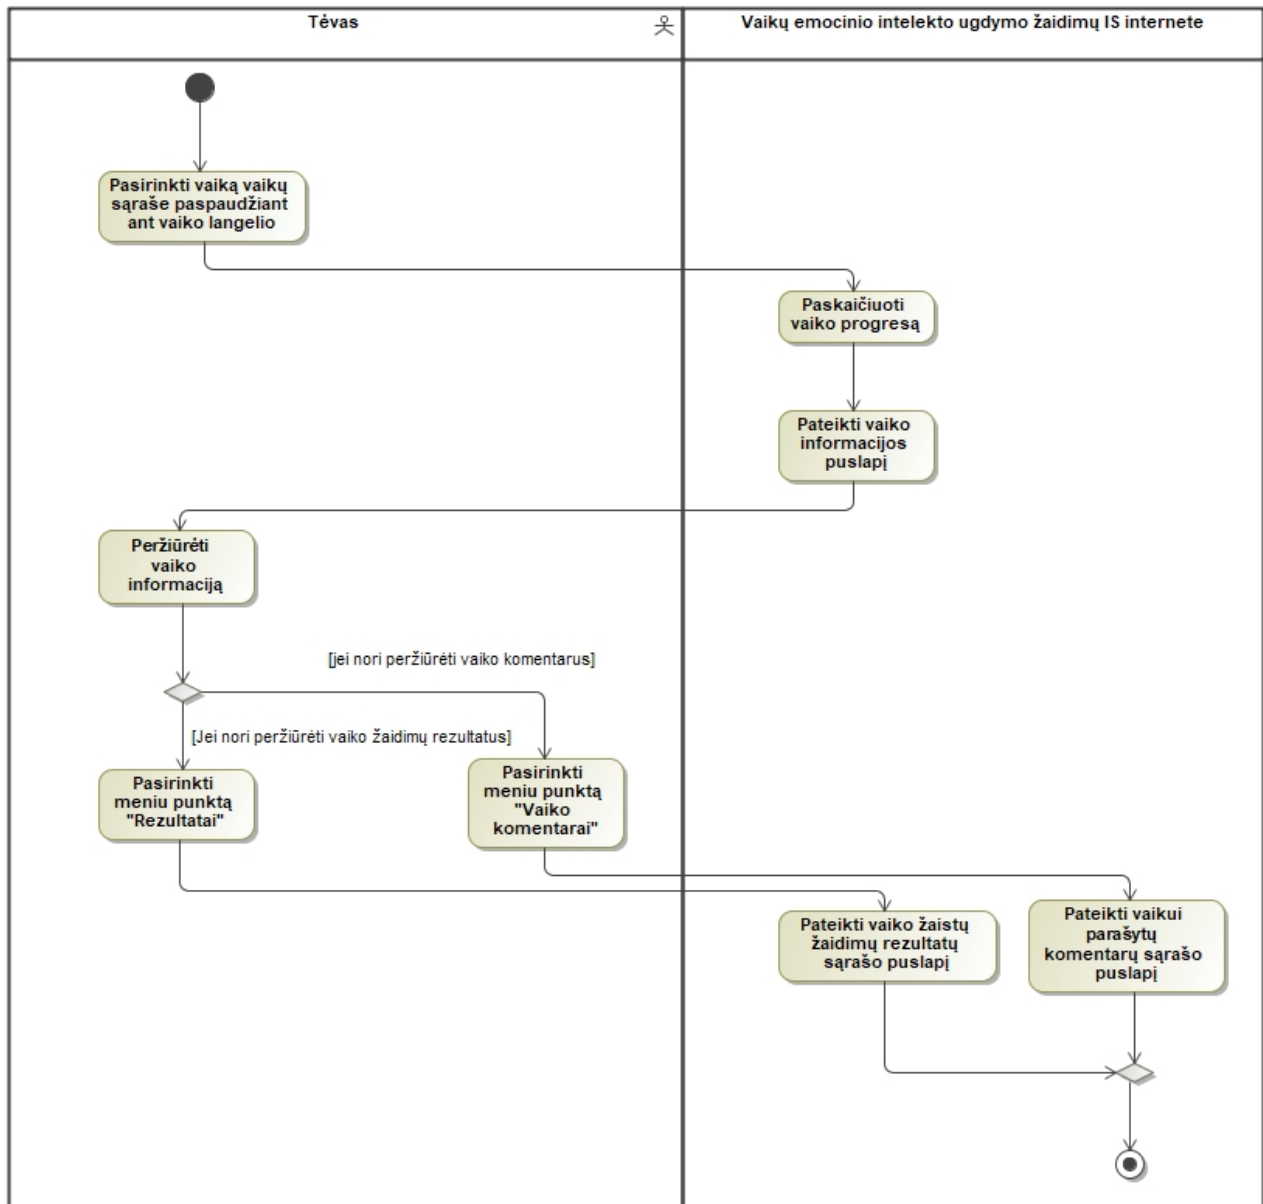 Tėvas
Vaikų emocinio intelekto ugdymo žaidimų IS internete
Pasirinkti vaiką vaikų
sąraše paspaudžiant
ant vaiko langelio
Paskaičiuoti
vaiko progresą
Pateikti vaiko
informacijos
puslapį
Peržiūrėti
vaiko
informaciją
[jei nori peržiūrėti vaiko komentarus]
[Jei nori peržiūrėti vaiko žaidimų rezultatus]
Pasirinkti
meniu punktą
"Rezultatai"
Pasirinkti
meniu punktą
"Vaiko
komentarai"
Pateikti vaiko žaistų
žaidimų rezultatų
sąrašo puslapį
Pateikti vaikui
parašytų
komentarų sąrašo
puslapį